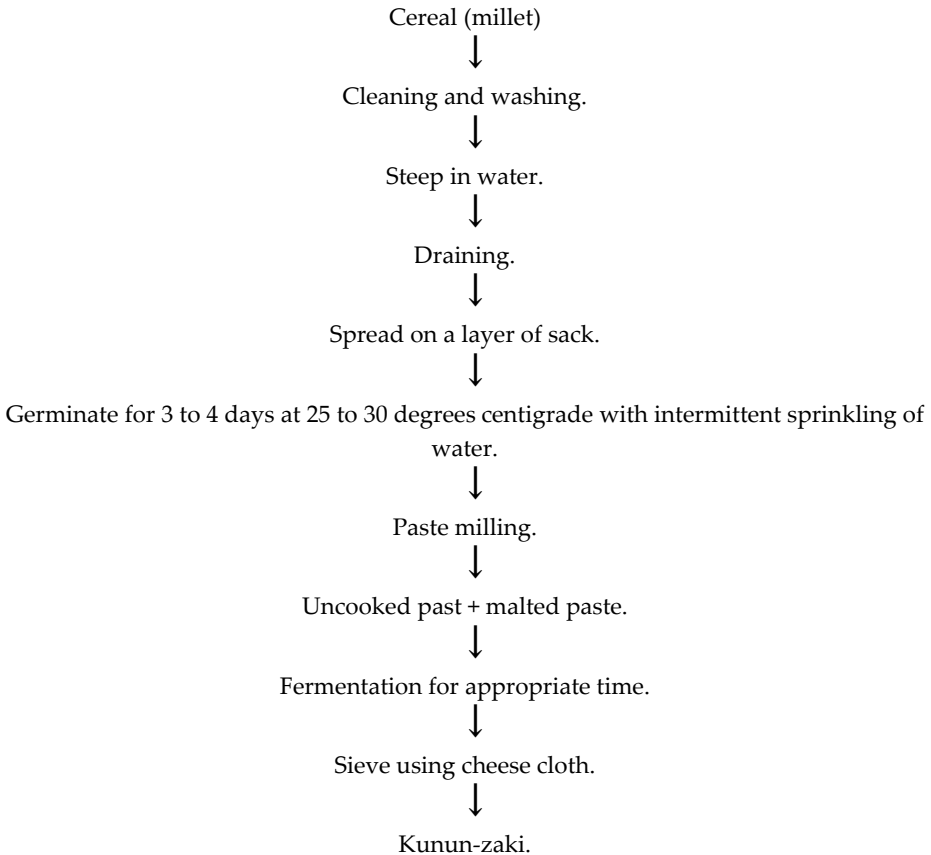 Cereal (millet)
Cleaning and washing.
Steep in water.
Draining.
Spread on a layer of sack.
Germinate for 3 to 4 days at 25 to 30 degrees centigrade with intermittent sprinkling of
water.
Paste milling.
Uncooked past + malted paste.
Fermentation for appropriate time.
Sieve using cheese cloth.
Kunun-zaki.